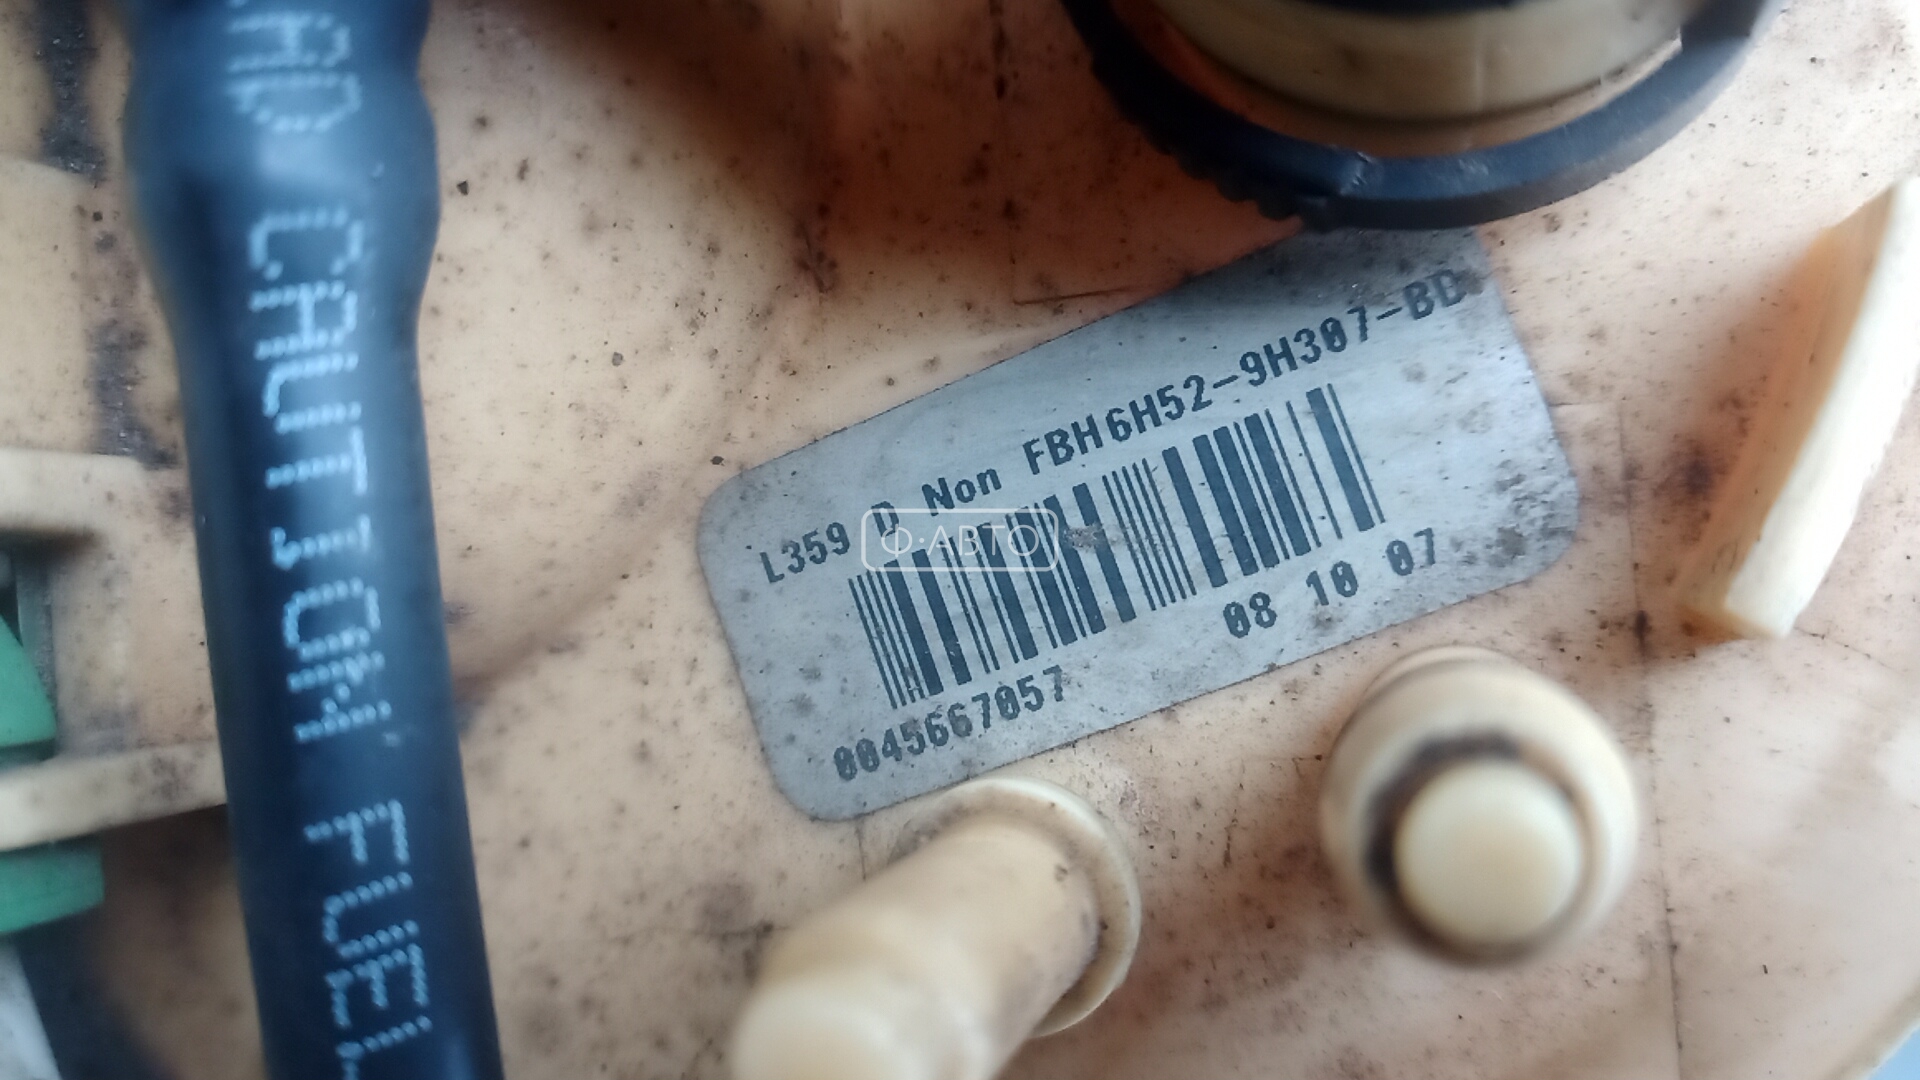 CAUTION FUEL
L359 D Non FBH6H52-9H307-BD
Ф·АВТО
08 10 07
0045667057